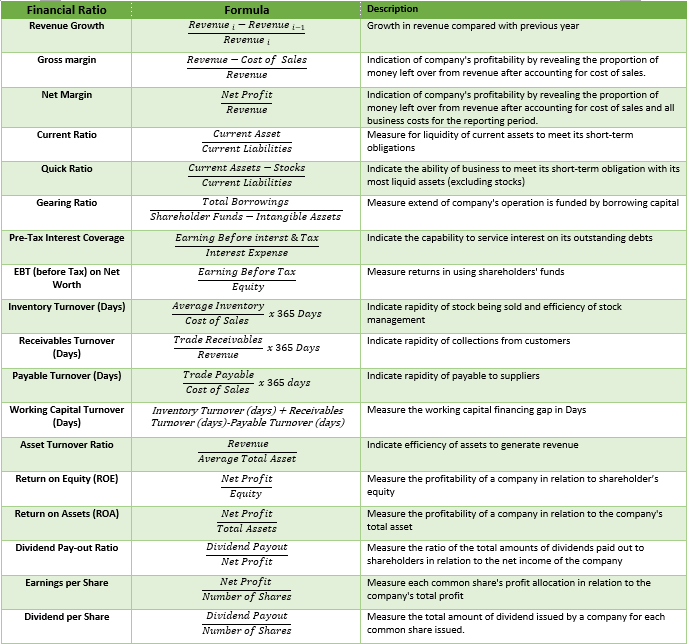 Financial Ratio Formula Description
Revenue Growth
Revenue i − Revenue i−1
Revenue i
Growth in revenue compared with previous year
Gross margin
Revenue − Cost of Sales
Revenue
Indication of company's profitability by revealing the proportion of
money left over from revenue after accounting for cost of sales.
Net Margin
Net Profit
Revenue
Indication of company's profitability by revealing the proportion of
money left over from revenue after accounting for cost of sales and all
business costs for the reporting period.
Current Ratio
Current Asset
Current Liabilities
Measure for liquidity of current assets to meet its short-term
obligations
Quick Ratio
Current Assets − Stocks
Current Liabilities
Indicate the ability of business to meet its short-term obligation with its
most liquid assets (excluding stocks)
Gearing Ratio
Total Borrowings
Shareholder Funds − Intangible Assets
Measure extend of company's operation is funded by borrowing capital
Pre-Tax Interest Coverage
Earning Before interst & Tax
Interest Expense
Indicate the capability to service interest on its outstanding debts
EBT (before Tax) on Net
Worth
Earning Before Tax
Equity
Measure returns in using shareholders' funds
Inventory Turnover (Days)
Average Inventory
Cost of Sales
x 365 Days
Indicate rapidity of stock being sold and efficiency of stock
management
Receivables Turnover
(Days)
Trade Receivables
Revenue
x 365 Days
Indicate rapidity of collections from customers
Payable Turnover (Days)
Trade Payable
Cost of Sales
x 365 days
Indicate rapidity of payable to suppliers
Working Capital Turnover
(Days)
Inventory Turnover (days) + Receivables
Turnover (days)-Payable Turnover (days)
Measure the working capital financing gap in Days
Asset Turnover Ratio
Revenue
Average Total Asset
Indicate efficiency of assets to generate revenue
Return on Equity (ROE)
Net Profit
Equity
Measure the profitability of a company in relation to shareholder's
equity
Return on Assets (ROA)
Net Profit
Total Assets
Measure the profitability of a company in relation to the company's
total asset
Dividend Pay-out Ratio
Dividend Payout
Net Profit
Measure the ratio of the total amounts of dividends paid out to
shareholders in relation to the net income of the company
Earnings per Share
Net Profit
Number of Shares
Measure each common share's profit allocation in relation to the
company's total profit
Dividend per Share
Dividend Payout
Number of Shares
Measure the total amount of dividend issued by a company for each
common share issued.